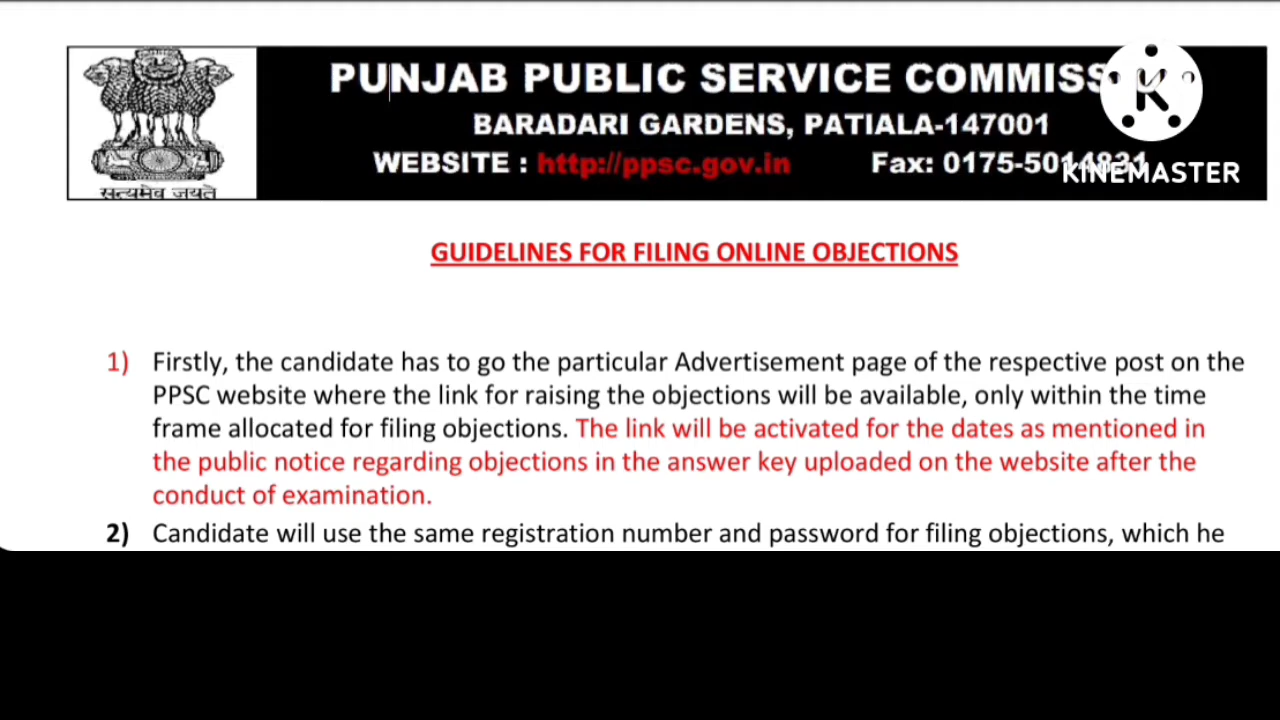 PUNJAB PUBLIC SERVICE COMMISS
BARADARI GARDENS, PATIALA-147001
WEBSITE : http://ppsc.gov.in Fax: 0175-5014831
K
KINEMASTER
सत्यमेव जयते
GUIDELINES FOR FILING ONLINE OBJECTIONS
1) Firstly, the candidate has to go the particular Advertisement page of the respective post on the
PPSC website where the link for raising the objections will be available, only within the time
frame allocated for filing objections. The link will be activated for the dates as mentioned in
the public notice regarding objections in the answer key uploaded on the website after the
conduct of examination.
2) Candidate will use the same registration number and password for filing objections, which he